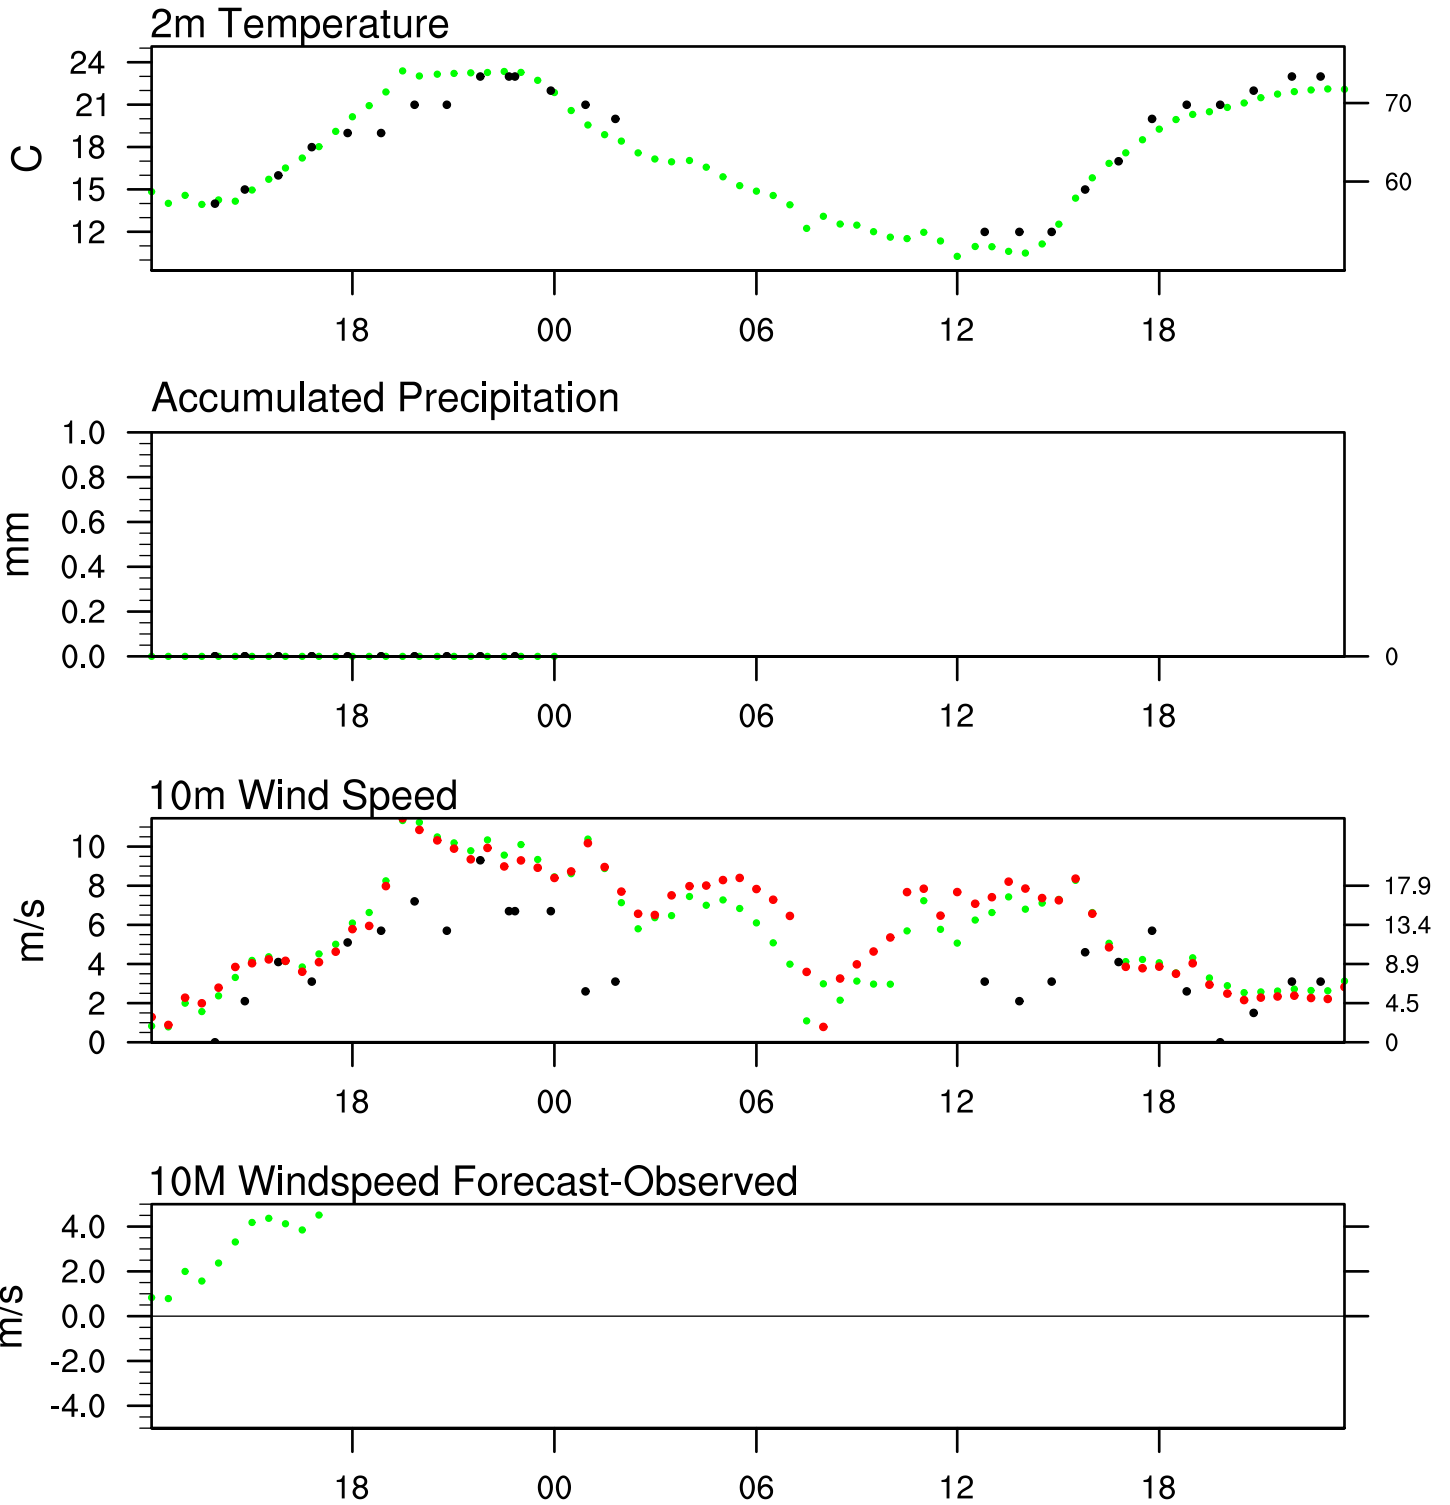 2m Temperature
24
21
18
15
12
C
70
60
18 00 06 12 18
Accumulated Precipitation
1.0
0.8
0.6
0.4
0.2
0.0
mm
0
18 00 06 12 18
10m Wind Speed
10
8
6
4
2
0
m/s
17.9
13.4
8.9
4.5
0
18 00 06 12 18
10M Windspeed Forecast-Observed
4.0
2.0
0.0
-2.0
-4.0
m/s
18 00 06 12 18